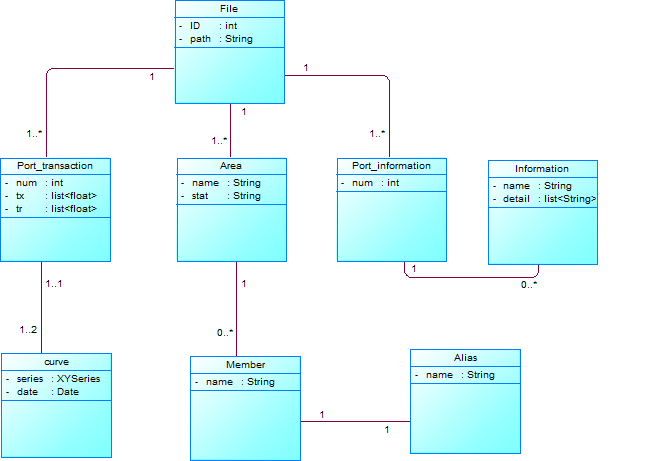 File
- ID : int
- path : String
1
1
1
1..*
1..*
1..*
Port_transaction
- num : int
- tx : list<float>
- tr : list<float>
Area
- name : String
- stat : String
Port_information
- num : int
Information
- name : String
- detail : list<String>
1..1
1
1
0..*
1..2
0..*
curve
- series : XYSeries
- date : Date
Member
- name : String
Alias
- name : String
1
1